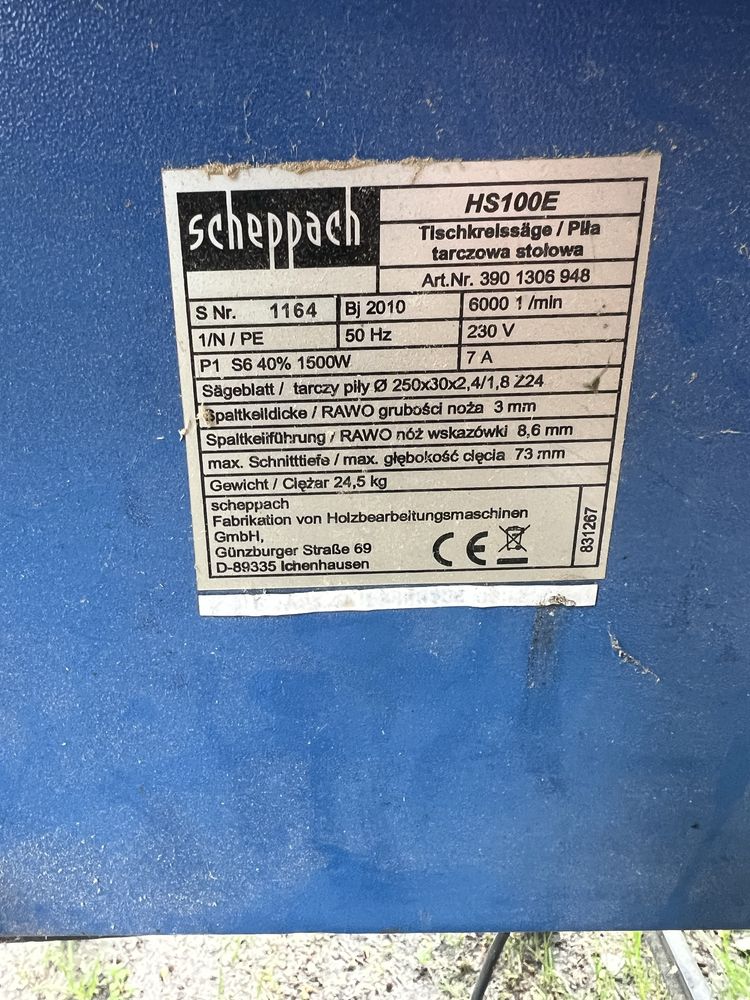 scheppach
HS100E
Tischkreissäge / Piła
tarczowa stołowa
Art.Nr. 390 1306 948
S Nr. 1164 Bj 2010 6000 1 /min
1/N / PE 50 Hz 230 V
P1 S6 40% 1500W 7 A
Sägeblatt / tarczy piły Ø 250x30x2,4/1,8 Z24
Spaltkeildicke / RAWO grubości noża 3 mm
Spaltkeilführung / RAWO nóż wskazówki 8,6 mm
max. Schnitttiefe / max. głębokość cięcia 73 mm
Gewicht / Ciężar 24,5 kg
scheppach
Fabrikation von Holzbearbeitungsmaschinen
GmbH,
Günzburger Straße 69
D-89335 Ichenhausen
CE
831267